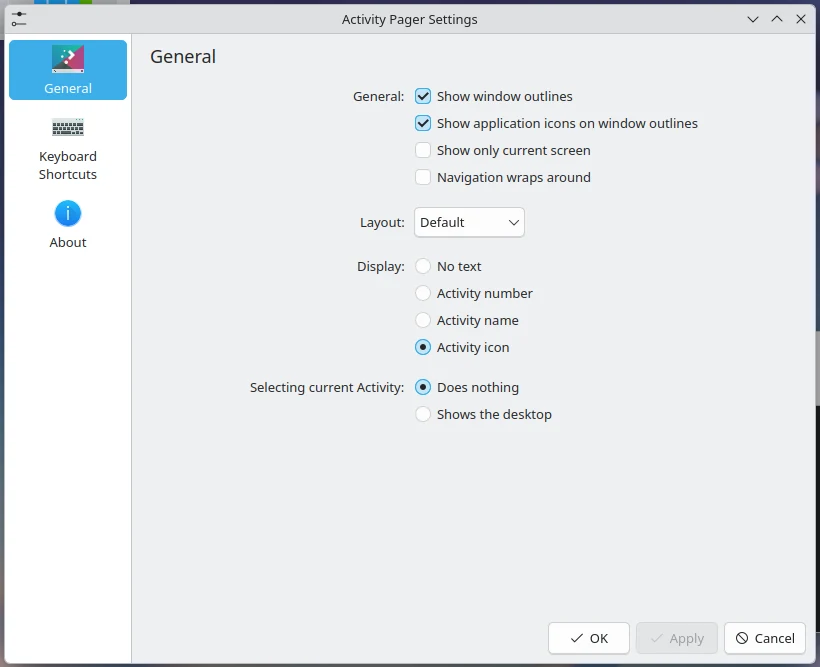 Activity Pager Settings
General
Keyboard
Shortcuts
About
General
General: Show window outlines
Show application icons on window outlines
Show only current screen
Navigation wraps around
Layout: Default
Display: No text
Activity number
Activity name
Activity icon
Selecting current Activity: Does nothing
Shows the desktop
OK Apply Cancel